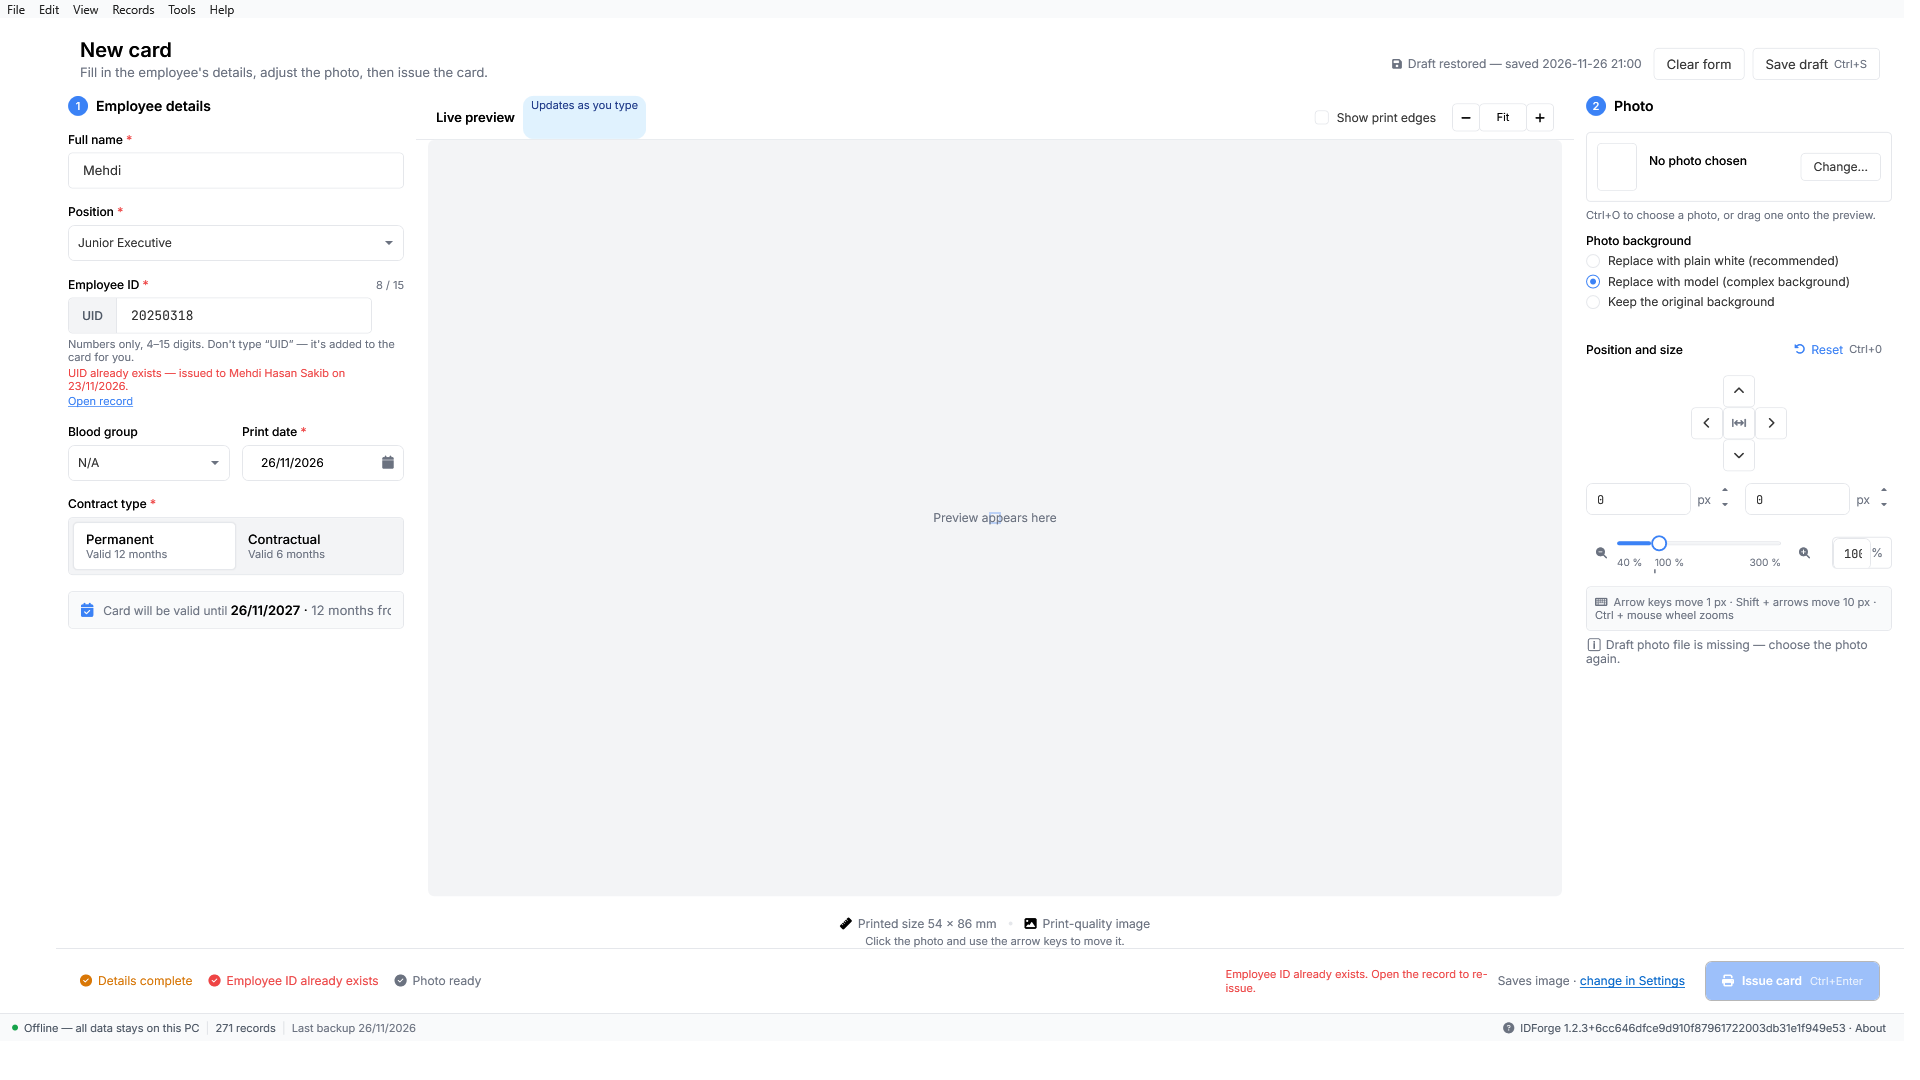 File Edit View Records Tools Help
New card
Fill in the employee's details, adjust the photo, then issue the card.
Draft restored — saved 2026-11-26 21:00
Clear form
Save draft Ctrl+S
1 Employee details
Full name *
Mehdi
Position *
Junior Executive
Employee ID *
8 / 15
UID
20250318
Numbers only, 4–15 digits. Don't type “UID” — it's added to the
card for you.
UID already exists — issued to Mehdi Hasan Sakib on
23/11/2026.
Open record
Blood group
Print date *
N/A
26/11/2026
Contract type *
Permanent
Valid 12 months
Contractual
Valid 6 months
Card will be valid until 26/11/2027 · 12 months frc
Live preview
Updates as you type
Show print edges
Fit
Preview appears here
Printed size 54 × 86 mm
Print-quality image
Click the photo and use the arrow keys to move it.
2 Photo
No photo chosen
Change...
Ctrl+O to choose a photo, or drag one onto the preview.
Photo background
Replace with plain white (recommended)
Replace with model (complex background)
Keep the original background
Position and size
Reset Ctrl+0
0 px
0 px
40 %
100 %
300 %
100 %
Arrow keys move 1 px · Shift + arrows move 10 px ·
Ctrl + mouse wheel zooms
Draft photo file is missing — choose the photo
again.
Details complete
Employee ID already exists
Photo ready
Employee ID already exists. Open the record to re-
issue.
Saves image · change in Settings
Issue card Ctrl+Enter
Offline — all data stays on this PC
271 records
Last backup 26/11/2026
IDForge 1.2.3+6cc646dfce9d910f87961722003db31e1f949e53 · About